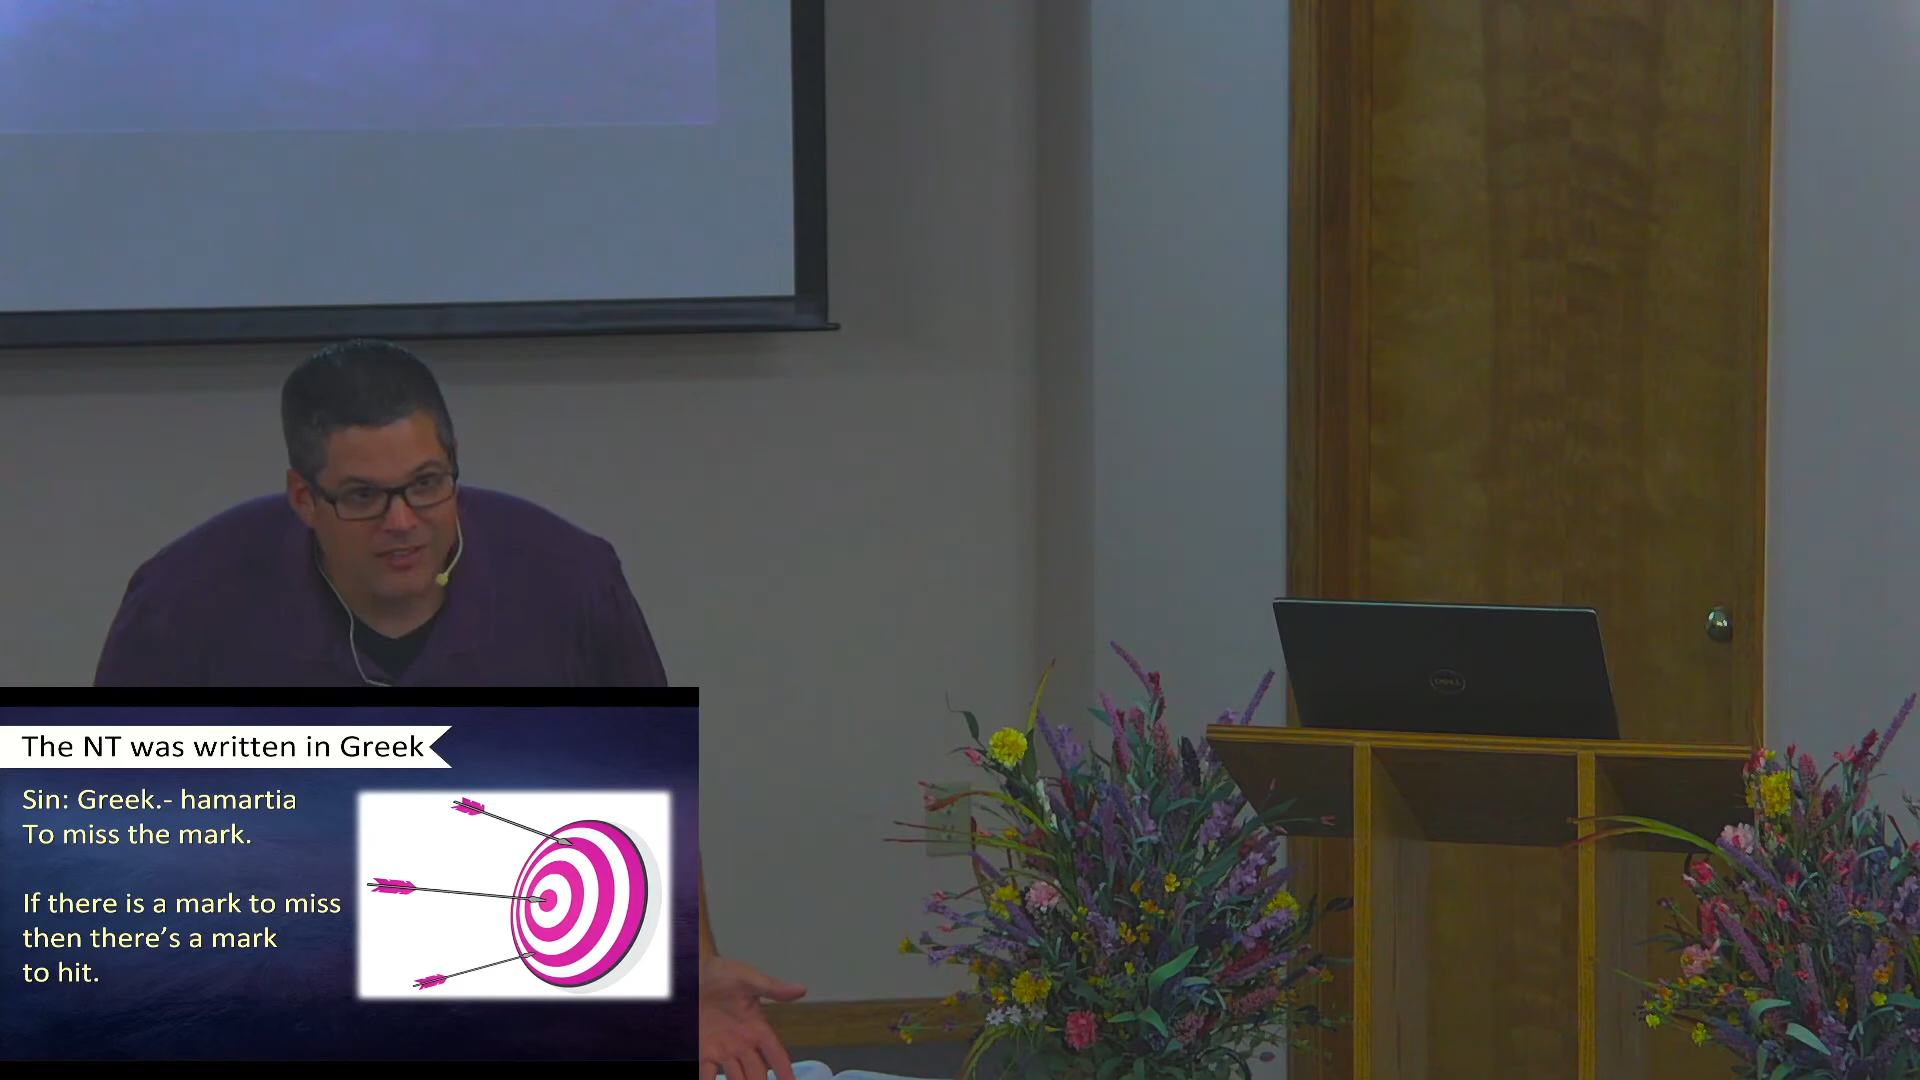 DELL
The NT was written in Greek
Sin: Greek.- hamartia
To miss the mark.
If there is a mark to miss
then there’s a mark
to hit.